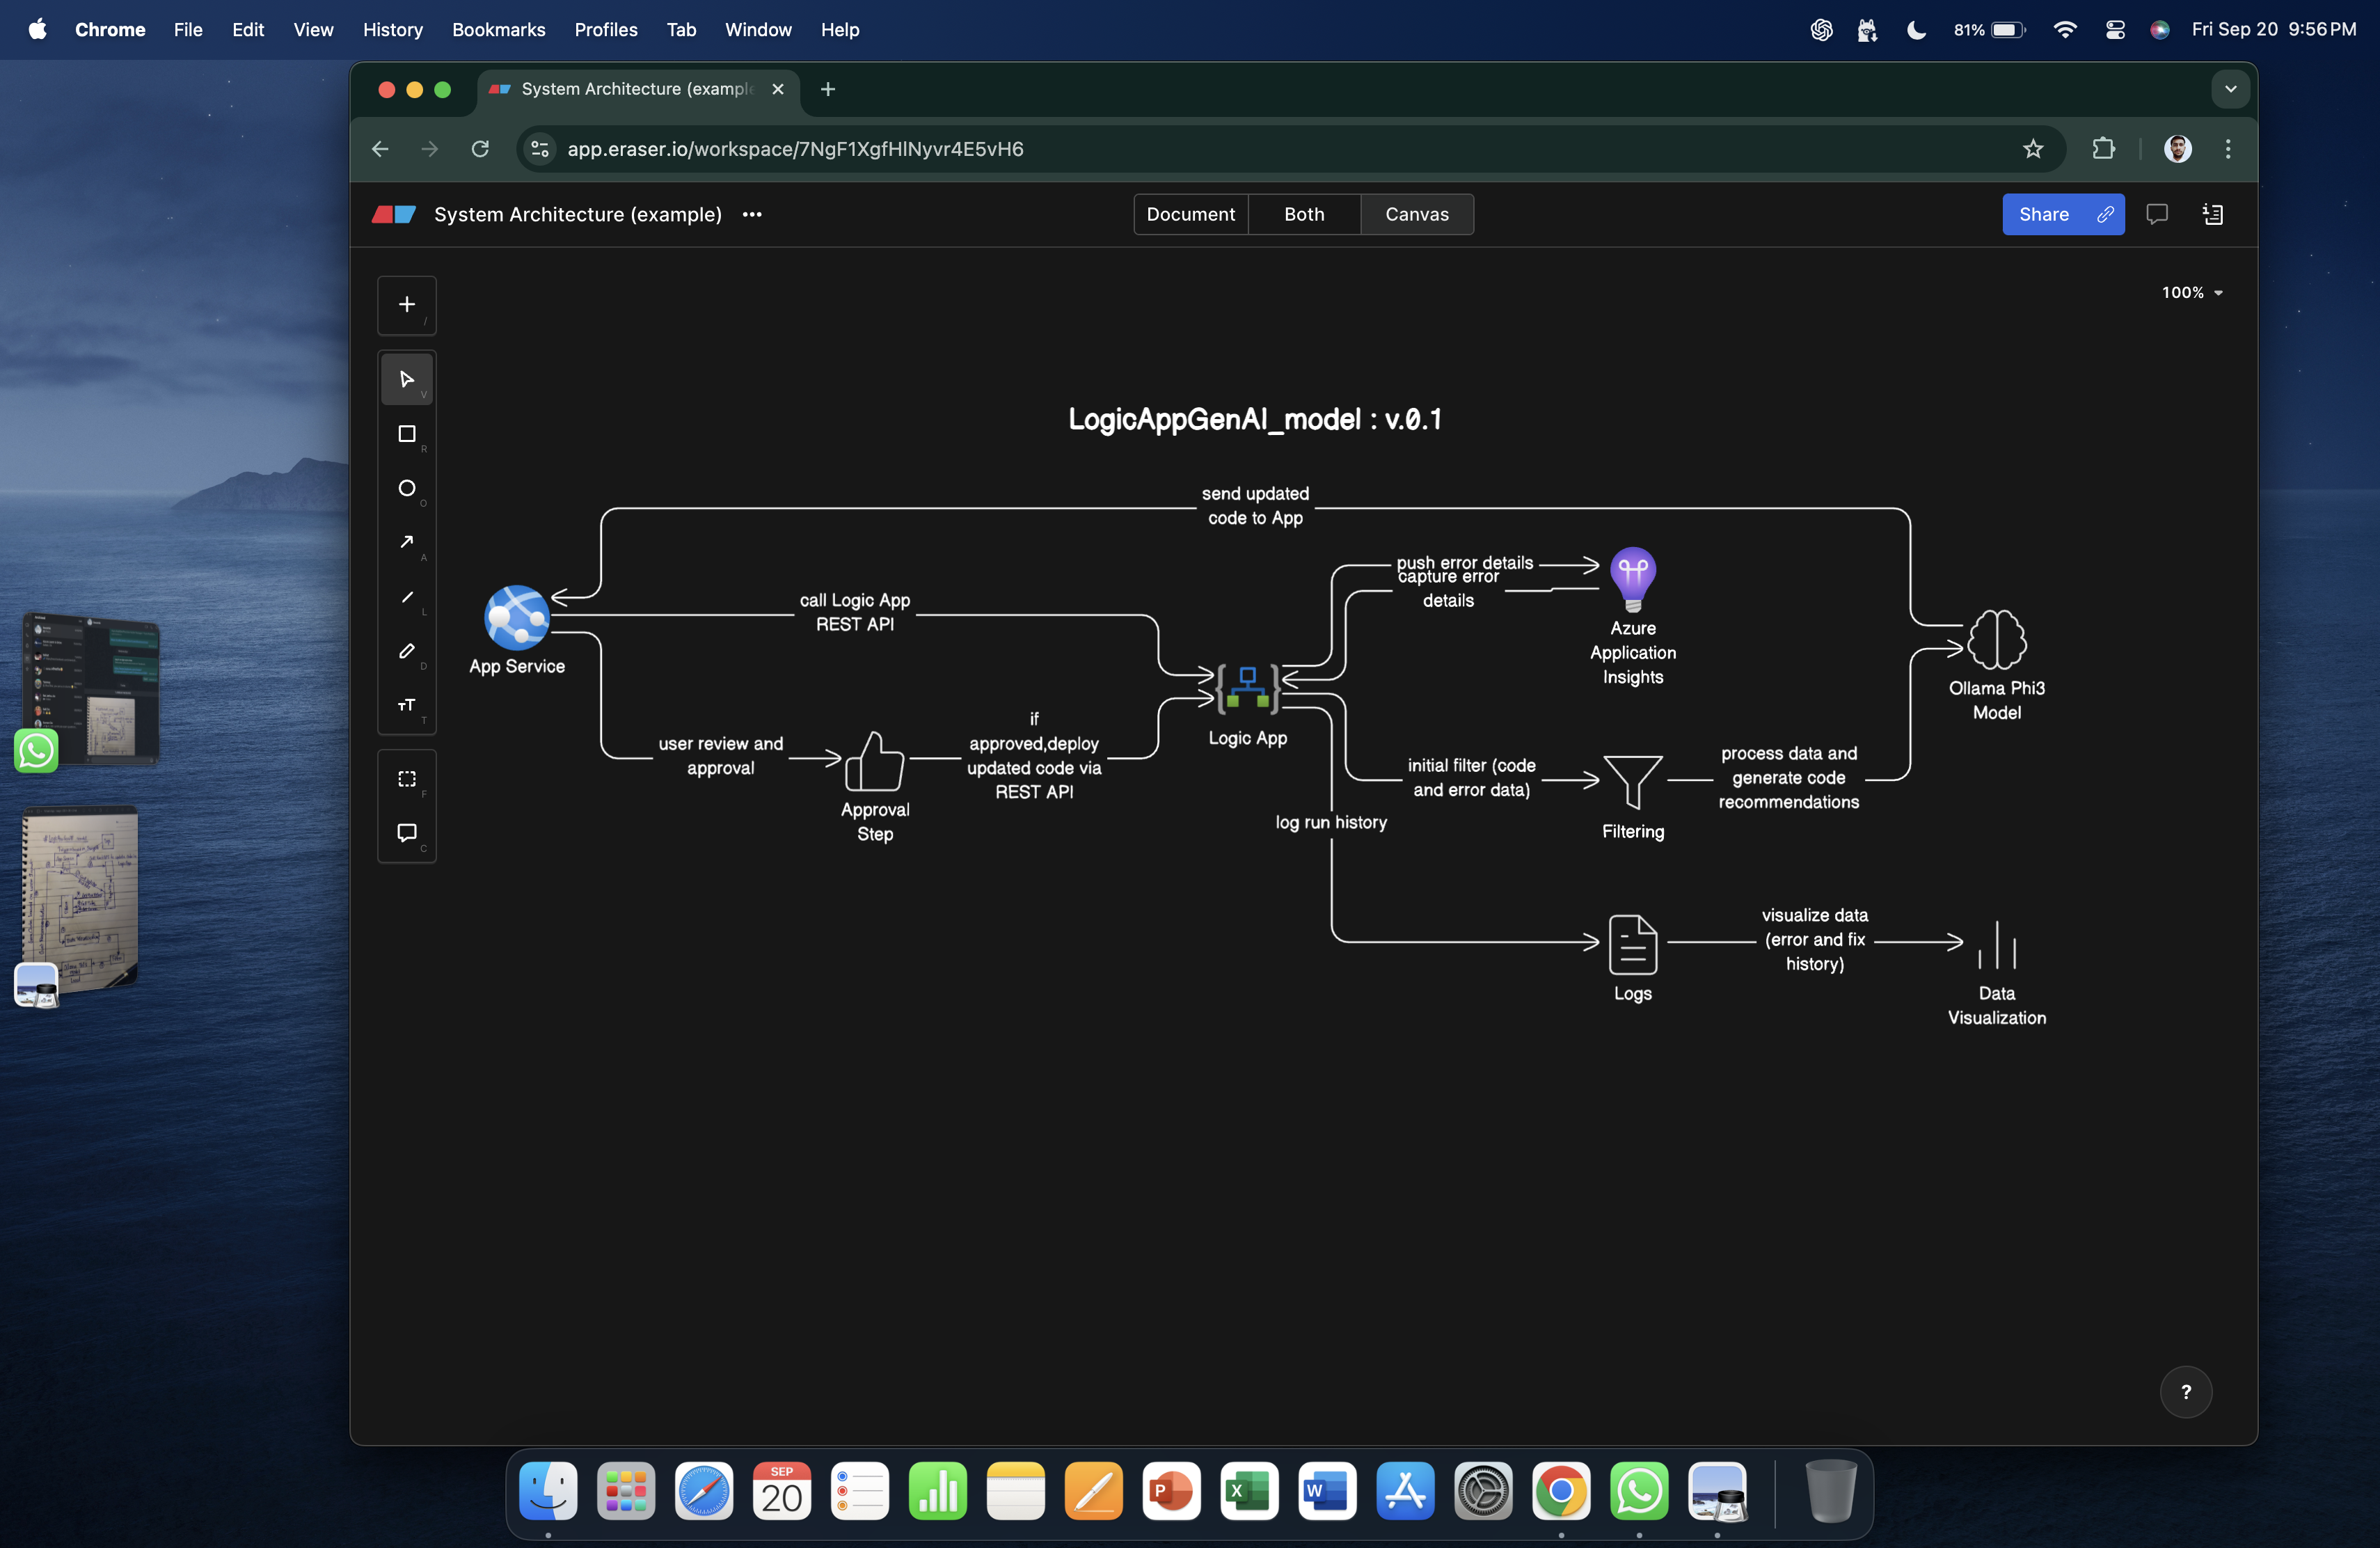 Chrome File Edit View History Bookmarks Profiles Tab Window Help
81% Fri Sep 20 9:56 PM
System Architecture (example
app.eraser.io/workspace/7NgF1XgfHlNyvr4E5vH6
System Architecture (example) •••
Document Both Canvas
Share
100%
/
V
R
O
A
L
D
T
F
C
LogicAppGenAI_model : v.0.1
send updated
code to App
push error details
capture error
details
call Logic App
REST API
App Service
Azure
Application
Insights
Ollama Phi3
Model
Logic App
user review and
approval
if
approved,deploy
updated code via
REST API
Approval
Step
initial filter (code
and error data)
process data and
generate code
recommendations
Filtering
log run history
visualize data
(error and fix
history)
Logs
Data
Visualization
?
SEP
20
P
X
W